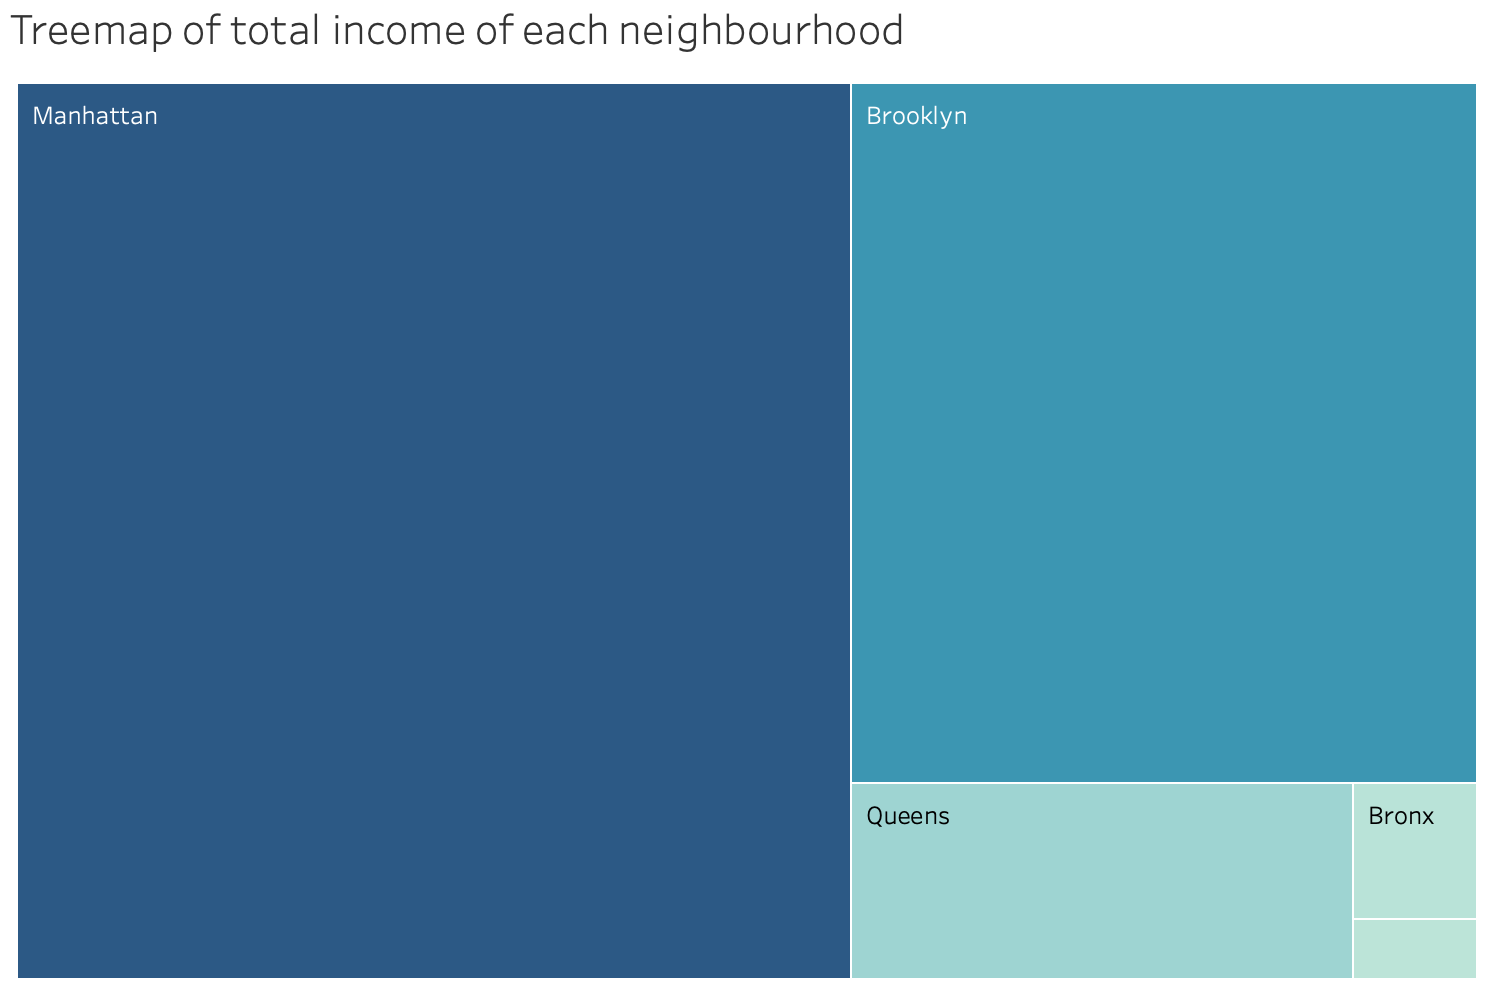 Treemap of total income of each neighbourhood
Manhattan
Brooklyn
Queens
Bronx